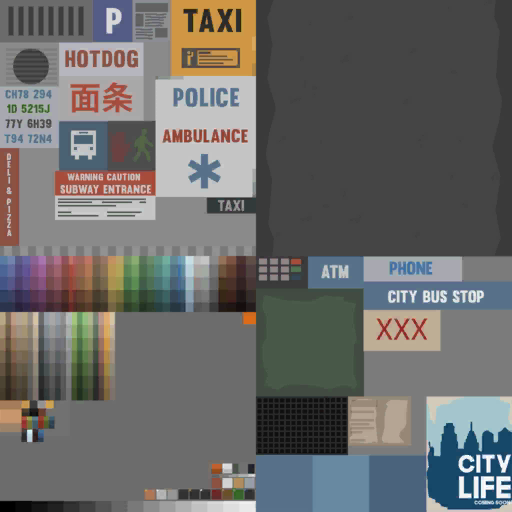 P
TAXI
HOTDOG
CH78 294
1D 5215J
77Y 6H39
T94 72N4
面条
POLICE
AMBULANCE
WARNING CAUTION
SUBWAY ENTRANCE
TAXI
DELI & PIZZA
ATM
PHONE
CITY BUS STOP
XXX
CITY
LIFE
COMING SOON